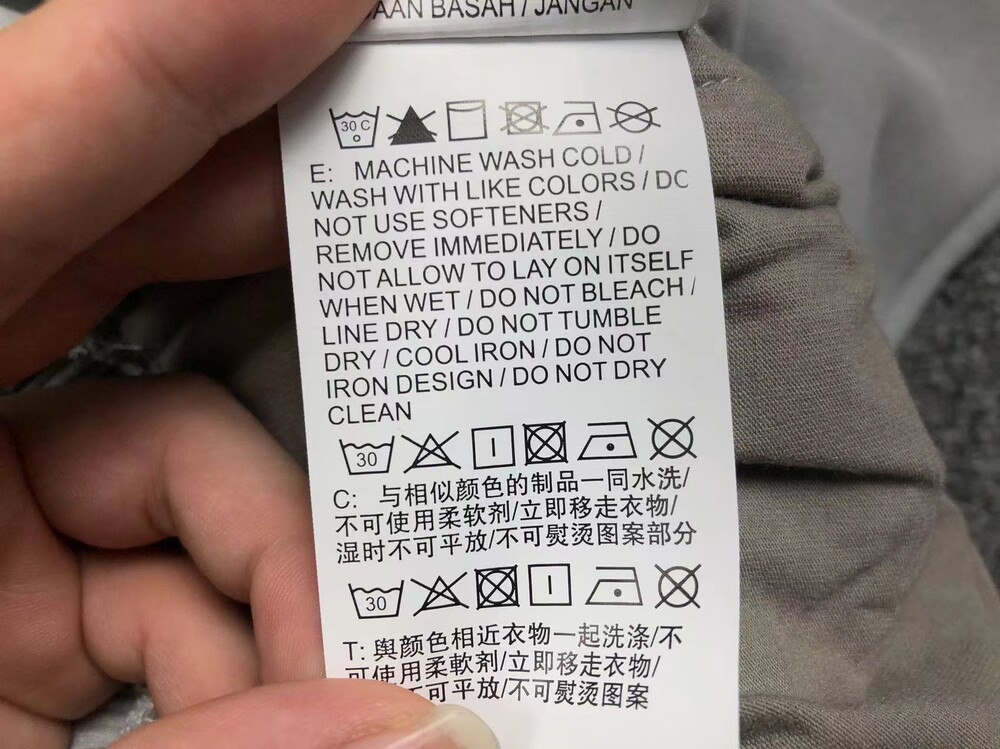 BASAH / JANGAN
30 C
E: MACHINE WASH COLD /
WASH WITH LIKE COLORS / DO
NOT USE SOFTENERS /
REMOVE IMMEDIATELY / DO
NOT ALLOW TO LAY ON ITSELF
WHEN WET / DO NOT BLEACH /
LINE DRY / DO NOT TUMBLE
DRY / COOL IRON / DO NOT
IRON DESIGN / DO NOT DRY
CLEAN
30
C: 与相似颜色的制品一同水洗/
不可使用柔软剂/立即移走衣物/
湿时不可平放/不可熨烫图案部分
30
T: 與颜色相近衣物一起洗涤/不
可使用柔軟剂/立即移走衣物/
不可平放/不可熨烫图案